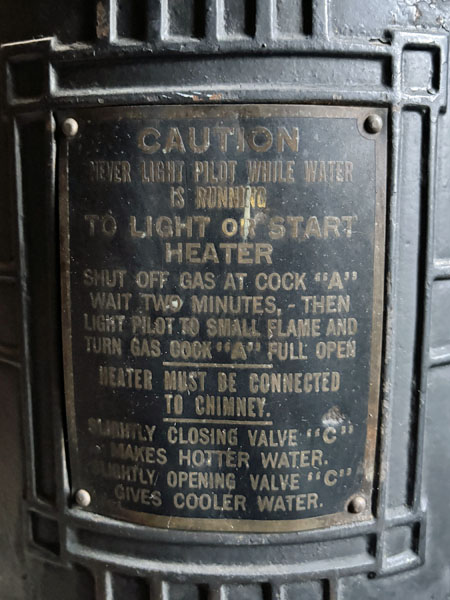 CAUTION
NEVER LIGHT PILOT WHILE WATER
IS RUNNING
TO LIGHT OR START
HEATER
SHUT OFF GAS AT COCK "A"
WAIT TWO MINUTES, - THEN
LIGHT PILOT TO SMALL FLAME AND
TURN GAS COCK "A" FULL OPEN
HEATER MUST BE CONNECTED
TO CHIMNEY.
SLIGHTLY CLOSING VALVE "C"
MAKES HOTTER WATER.
SLIGHTLY OPENING VALVE "C"
GIVES COOLER WATER.